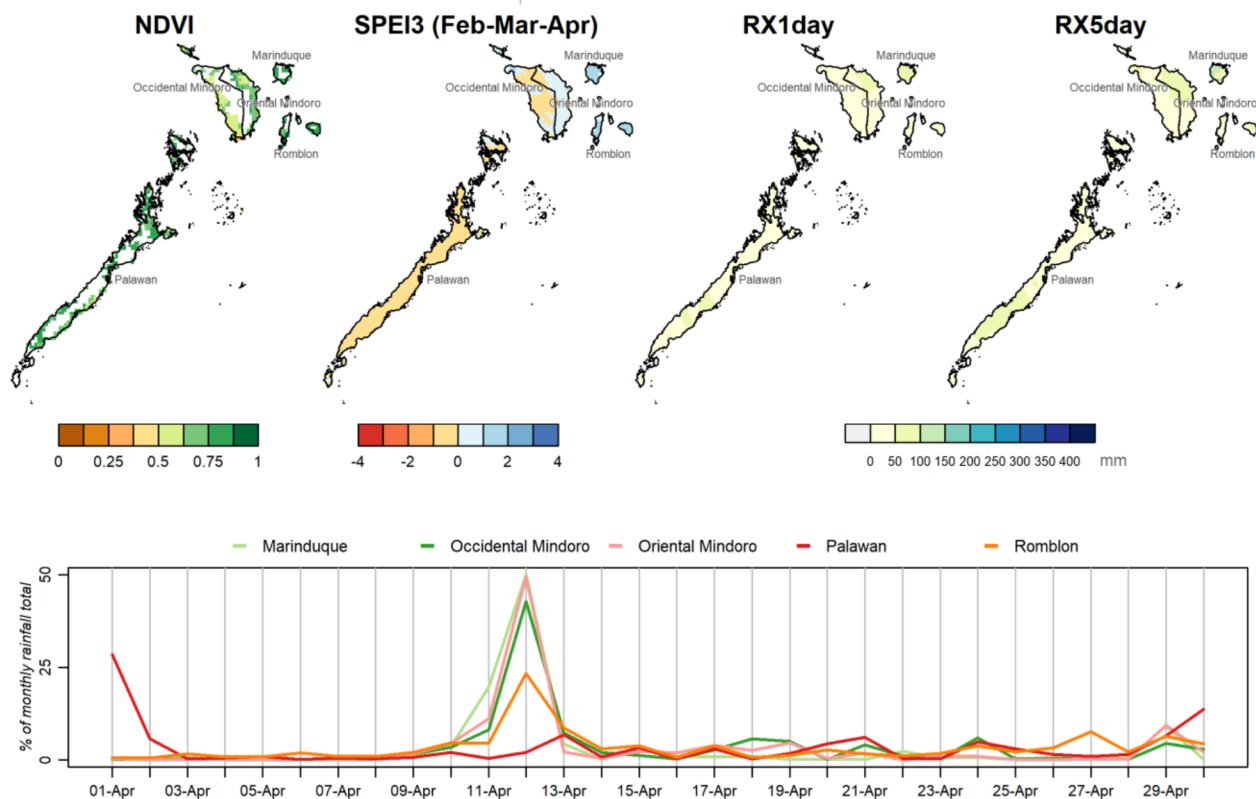 NDVI
SPEI3 (Feb-Mar-Apr)
RX1day
RX5day
Marinduque
Occidental Mindoro
Oriental Mindoro
Romblon
Palawan
Marinduque
Occidental Mindoro
Oriental Mindoro
Romblon
Palawan
Marinduque
Occidental Mindoro
Oriental Mindoro
Romblon
Palawan
Marinduque
Occidental Mindoro
Oriental Mindoro
Romblon
Palawan
0 0.25 0.5 0.75 1
-4 -2 0 2 4
0 50 100 150 200 250 300 350 400 mm
Marinduque Occidental Mindoro Oriental Mindoro Palawan Romblon
% of monthly rainfall total
50
25
0
01-Apr 03-Apr 05-Apr 07-Apr 09-Apr 11-Apr 13-Apr 15-Apr 17-Apr 19-Apr 21-Apr 23-Apr 25-Apr 27-Apr 29-Apr